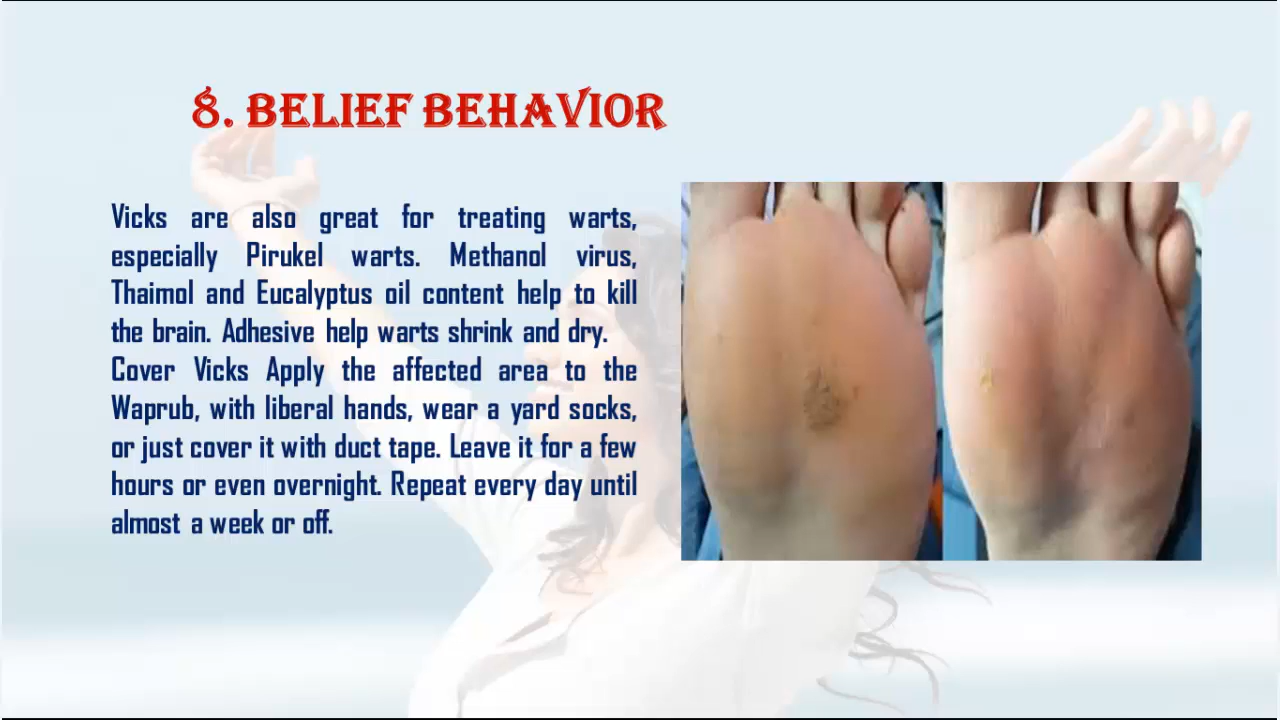 8. BELIEF BEHAVIOR
Vicks are also great for treating warts,
especially Pirukel warts. Methanol virus,
Thaimol and Eucalyptus oil content help to kill
the brain. Adhesive help warts shrink and dry.
Cover Vicks Apply the affected area to the
Waprub, with liberal hands, wear a yard socks,
or just cover it with duct tape. Leave it for a few
hours or even overnight. Repeat every day until
almost a week or off.